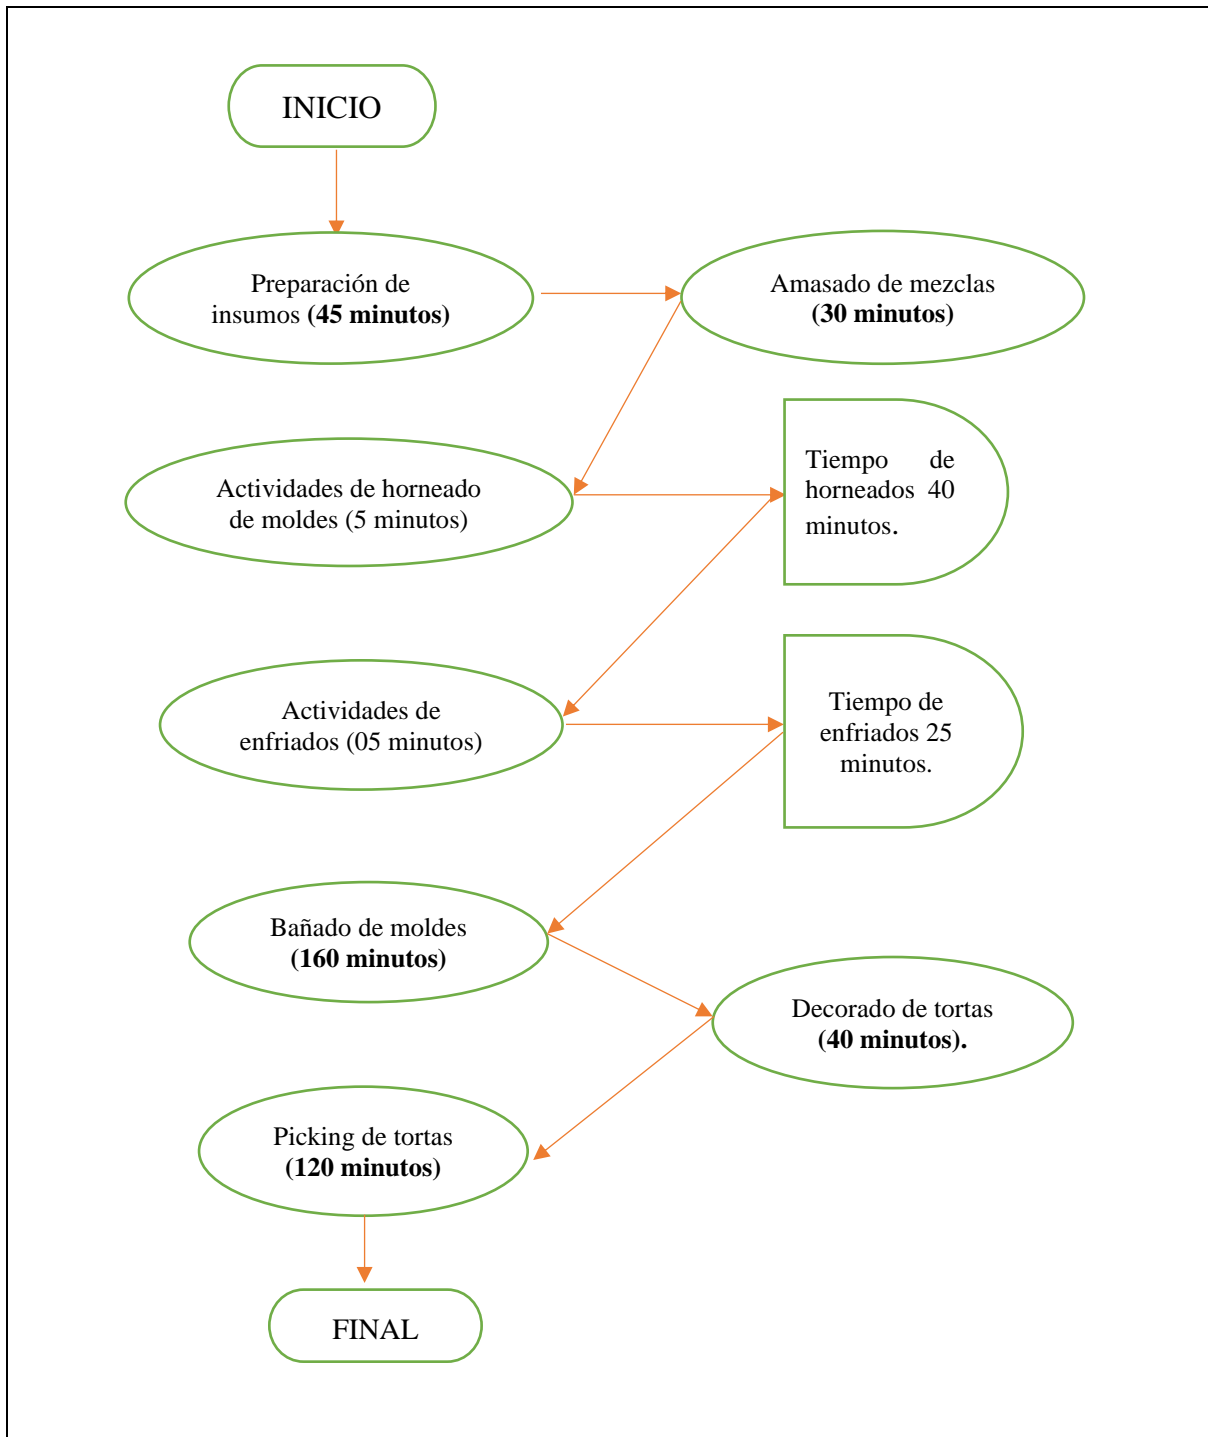 INICIO
Preparación de
insumos (45 minutos)
Amasado de mezclas
(30 minutos)
Actividades de horneado
de moldes (5 minutos)
Tiempo de
horneados 40
minutos.
Actividades de
enfriados (05 minutos)
Tiempo de
enfriados 25
minutos.
Bañado de moldes
(160 minutos)
Decorado de tortas
(40 minutos).
Picking de tortas
(120 minutos)
FINAL